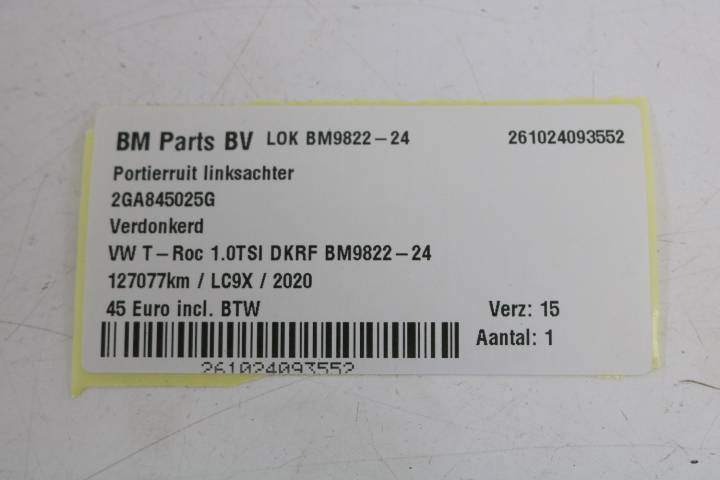 BM Parts BV LOK BM9822-24 261024093552
Portierruit linksachter
2GA845025G
Verdonkerd
VW T-Roc 1.0TSI DKRF BM9822-24
127077km / LC9X / 2020
45 Euro incl. BTW Verz: 15
Aantal: 1
261024093552